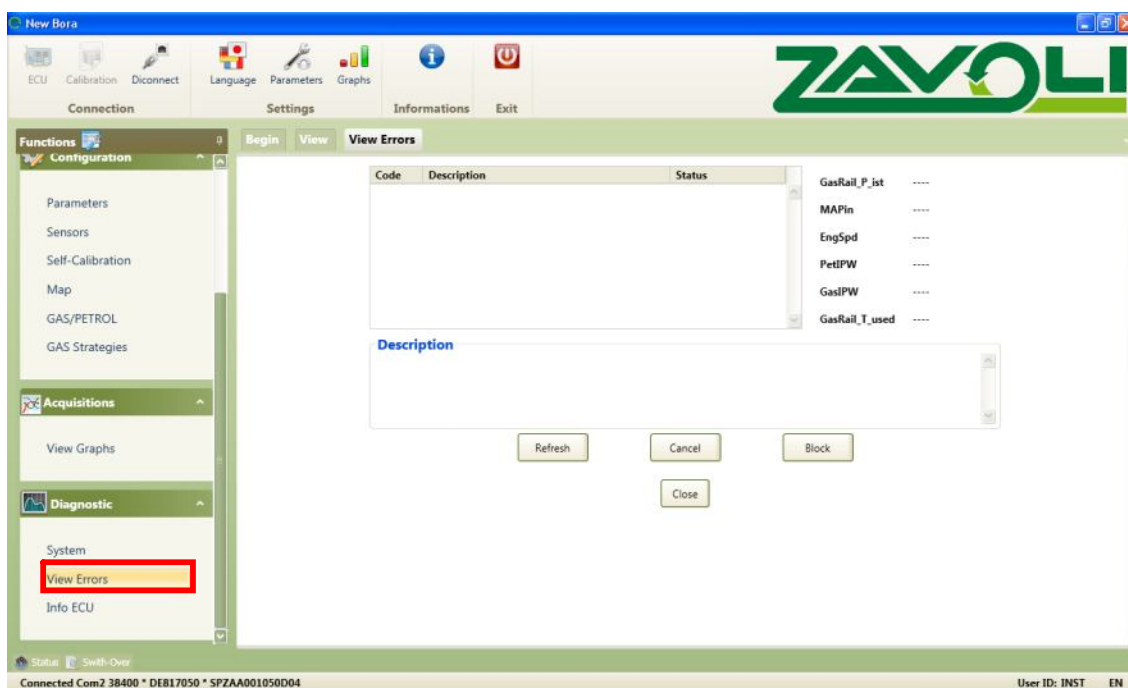 New Bora
ECU Calibration Diconnect Language Parameters Graphs
Connection Settings Informations Exit
ZAVOLI
Functions
Begin View View Errors
Configuration
Parameters
Sensors
Self-Calibration
Map
GAS/PETROL
GAS Strategies
Acquisitions
View Graphs
Diagnostic
System
View Errors
Info ECU
Code Description Status
GasRail_P_ist ----
MAPin ----
EngSpd ----
PetIPW ----
GasIPW ----
GasRail_T_used ----
Description
Refresh Cancel Block
Close
Status Swith-Over
Connected Com2 38400 * DE817050 * SPZAA001050D04 User ID: INST EN